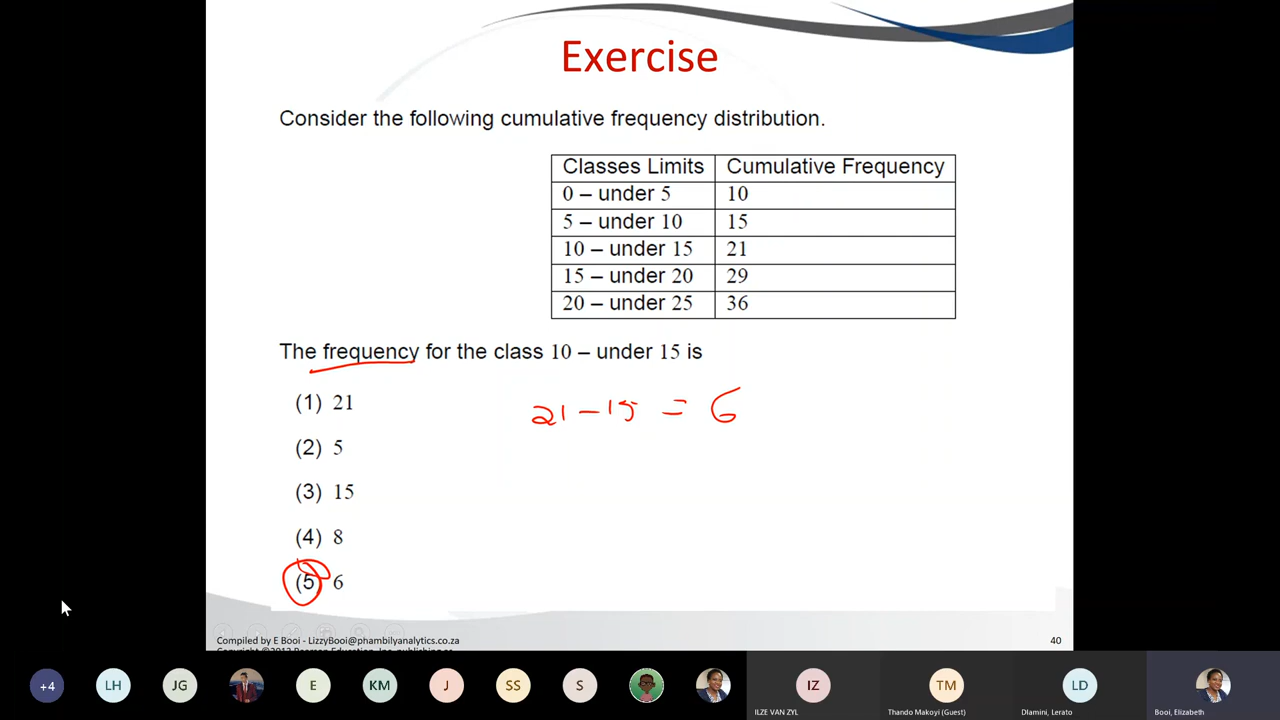 Exercise
Consider the following cumulative frequency distribution.
Classes Limits Cumulative Frequency
0 – under 5 10
5 – under 10 15
10 – under 15 21
15 – under 20 29
20 – under 25 36
The frequency for the class 10 – under 15 is
(1) 21
21 – 15 = 6
(2) 5
(3) 15
(4) 8
(5) 6
Compiled by E Booi - LizzyBooi@phambilyanalytics.co.za
40
+4 LH JG E KM J SS S IZ TM LD
ILZE VAN ZYL Thando Makoyi (Guest) Dlamini, Lerato Booi, Elizabeth